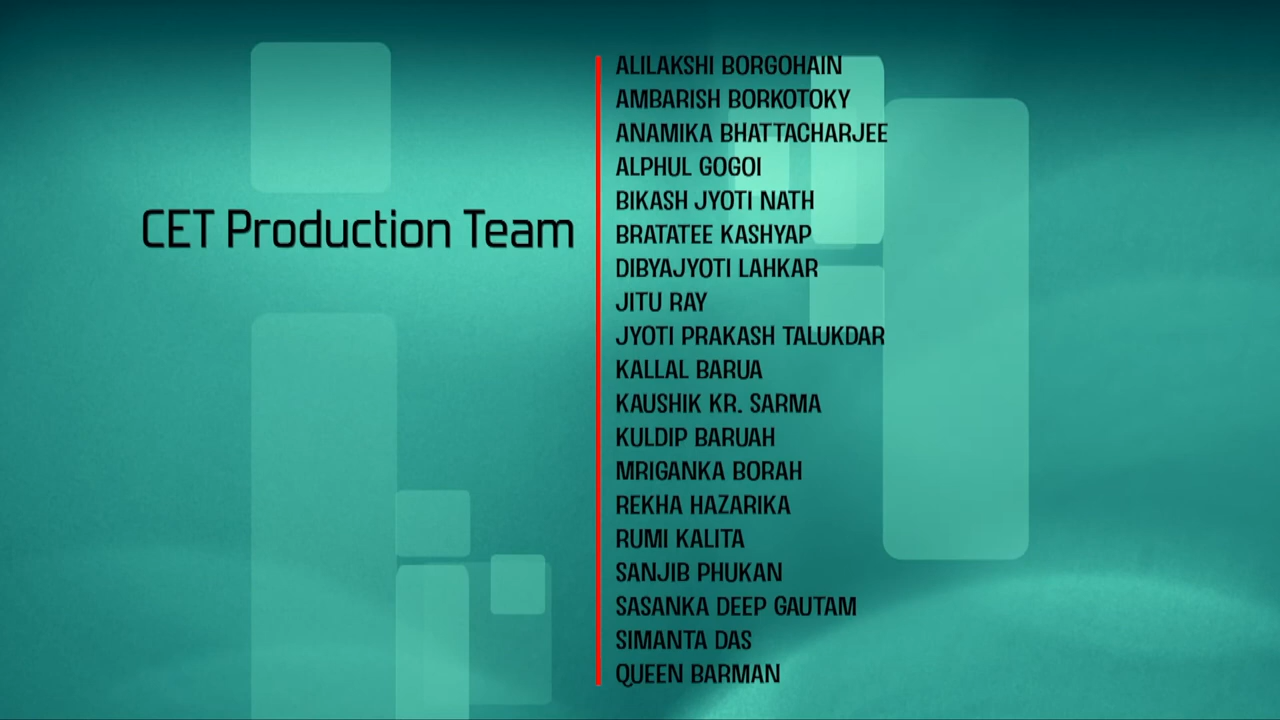 CET Production Team
ALILAKSHI BORGOHAIN
AMBARISH BORKOTOKY
ANAMIKA BHATTACHARJEE
ALPHUL GOGOI
BIKASH JYOTI NATH
BRATATEE KASHYAP
DIBYAJYOTI LAHKAR
JITU RAY
JYOTI PRAKASH TALUKDAR
KALLAL BARUA
KAUSHIK KR. SARMA
KULDIP BARUAH
MRIGANKA BORAH
REKHA HAZARIKA
RUMI KALITA
SANJIB PHUKAN
SASANKA DEEP GAUTAM
SIMANTA DAS
QUEEN BARMAN